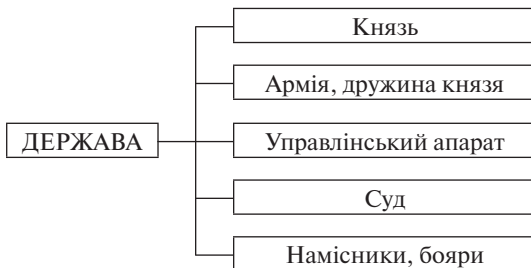 Князь
Армія, дружина князя
ДЕРЖАВА
Управлінський апарат
Суд
Намісники, бояри